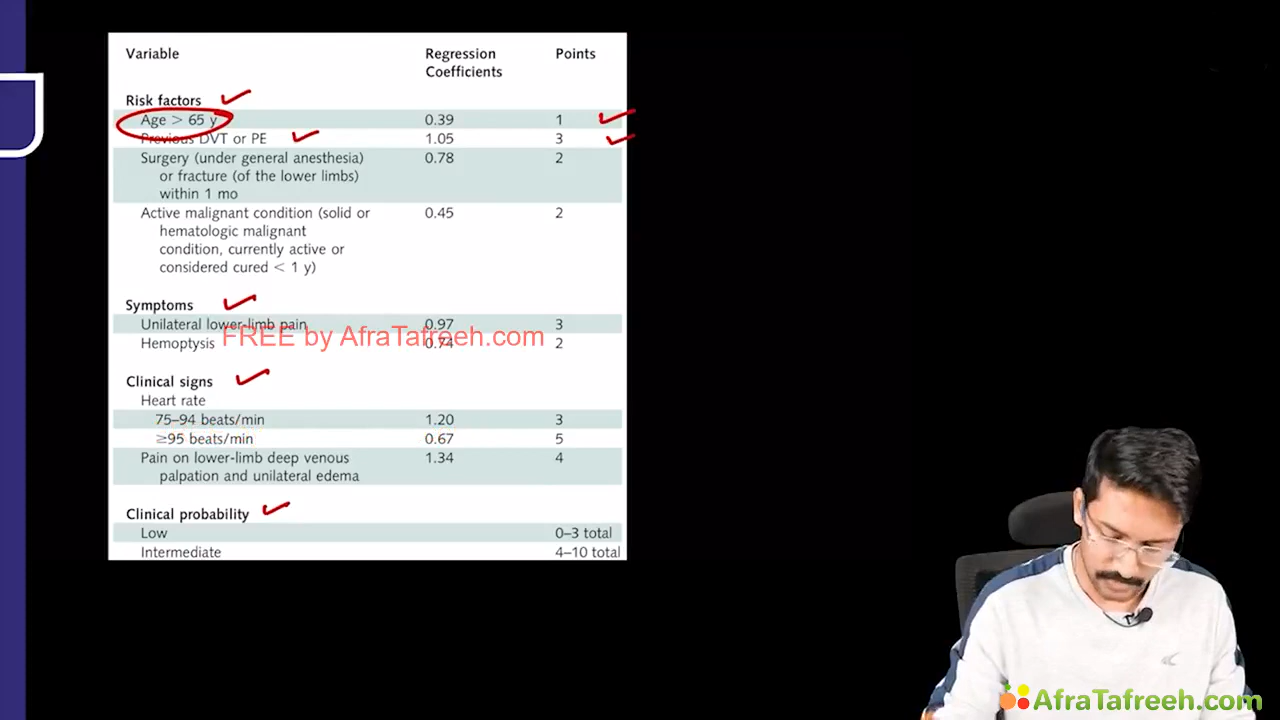 Variable Regression Coefficients Points
Risk factors
Age > 65 y 0.39 1
Previous DVT or PE 1.05 3
Surgery (under general anesthesia) 0.78 2
or fracture (of the lower limbs)
within 1 mo
Active malignant condition (solid or 0.45 2
hematologic malignant
condition, currently active or
considered cured < 1 y)
Symptoms
Unilateral lower-limb pain 0.97 3
FREE by AfraTafreeh.com
Hemoptysis 0.74 2
Clinical signs
Heart rate
75–94 beats/min 1.20 3
≥95 beats/min 0.67 5
Pain on lower-limb deep venous 1.34 4
palpation and unilateral edema
Clinical probability
Low 0–3 total
Intermediate 4–10 total
AfraTafreeh.com